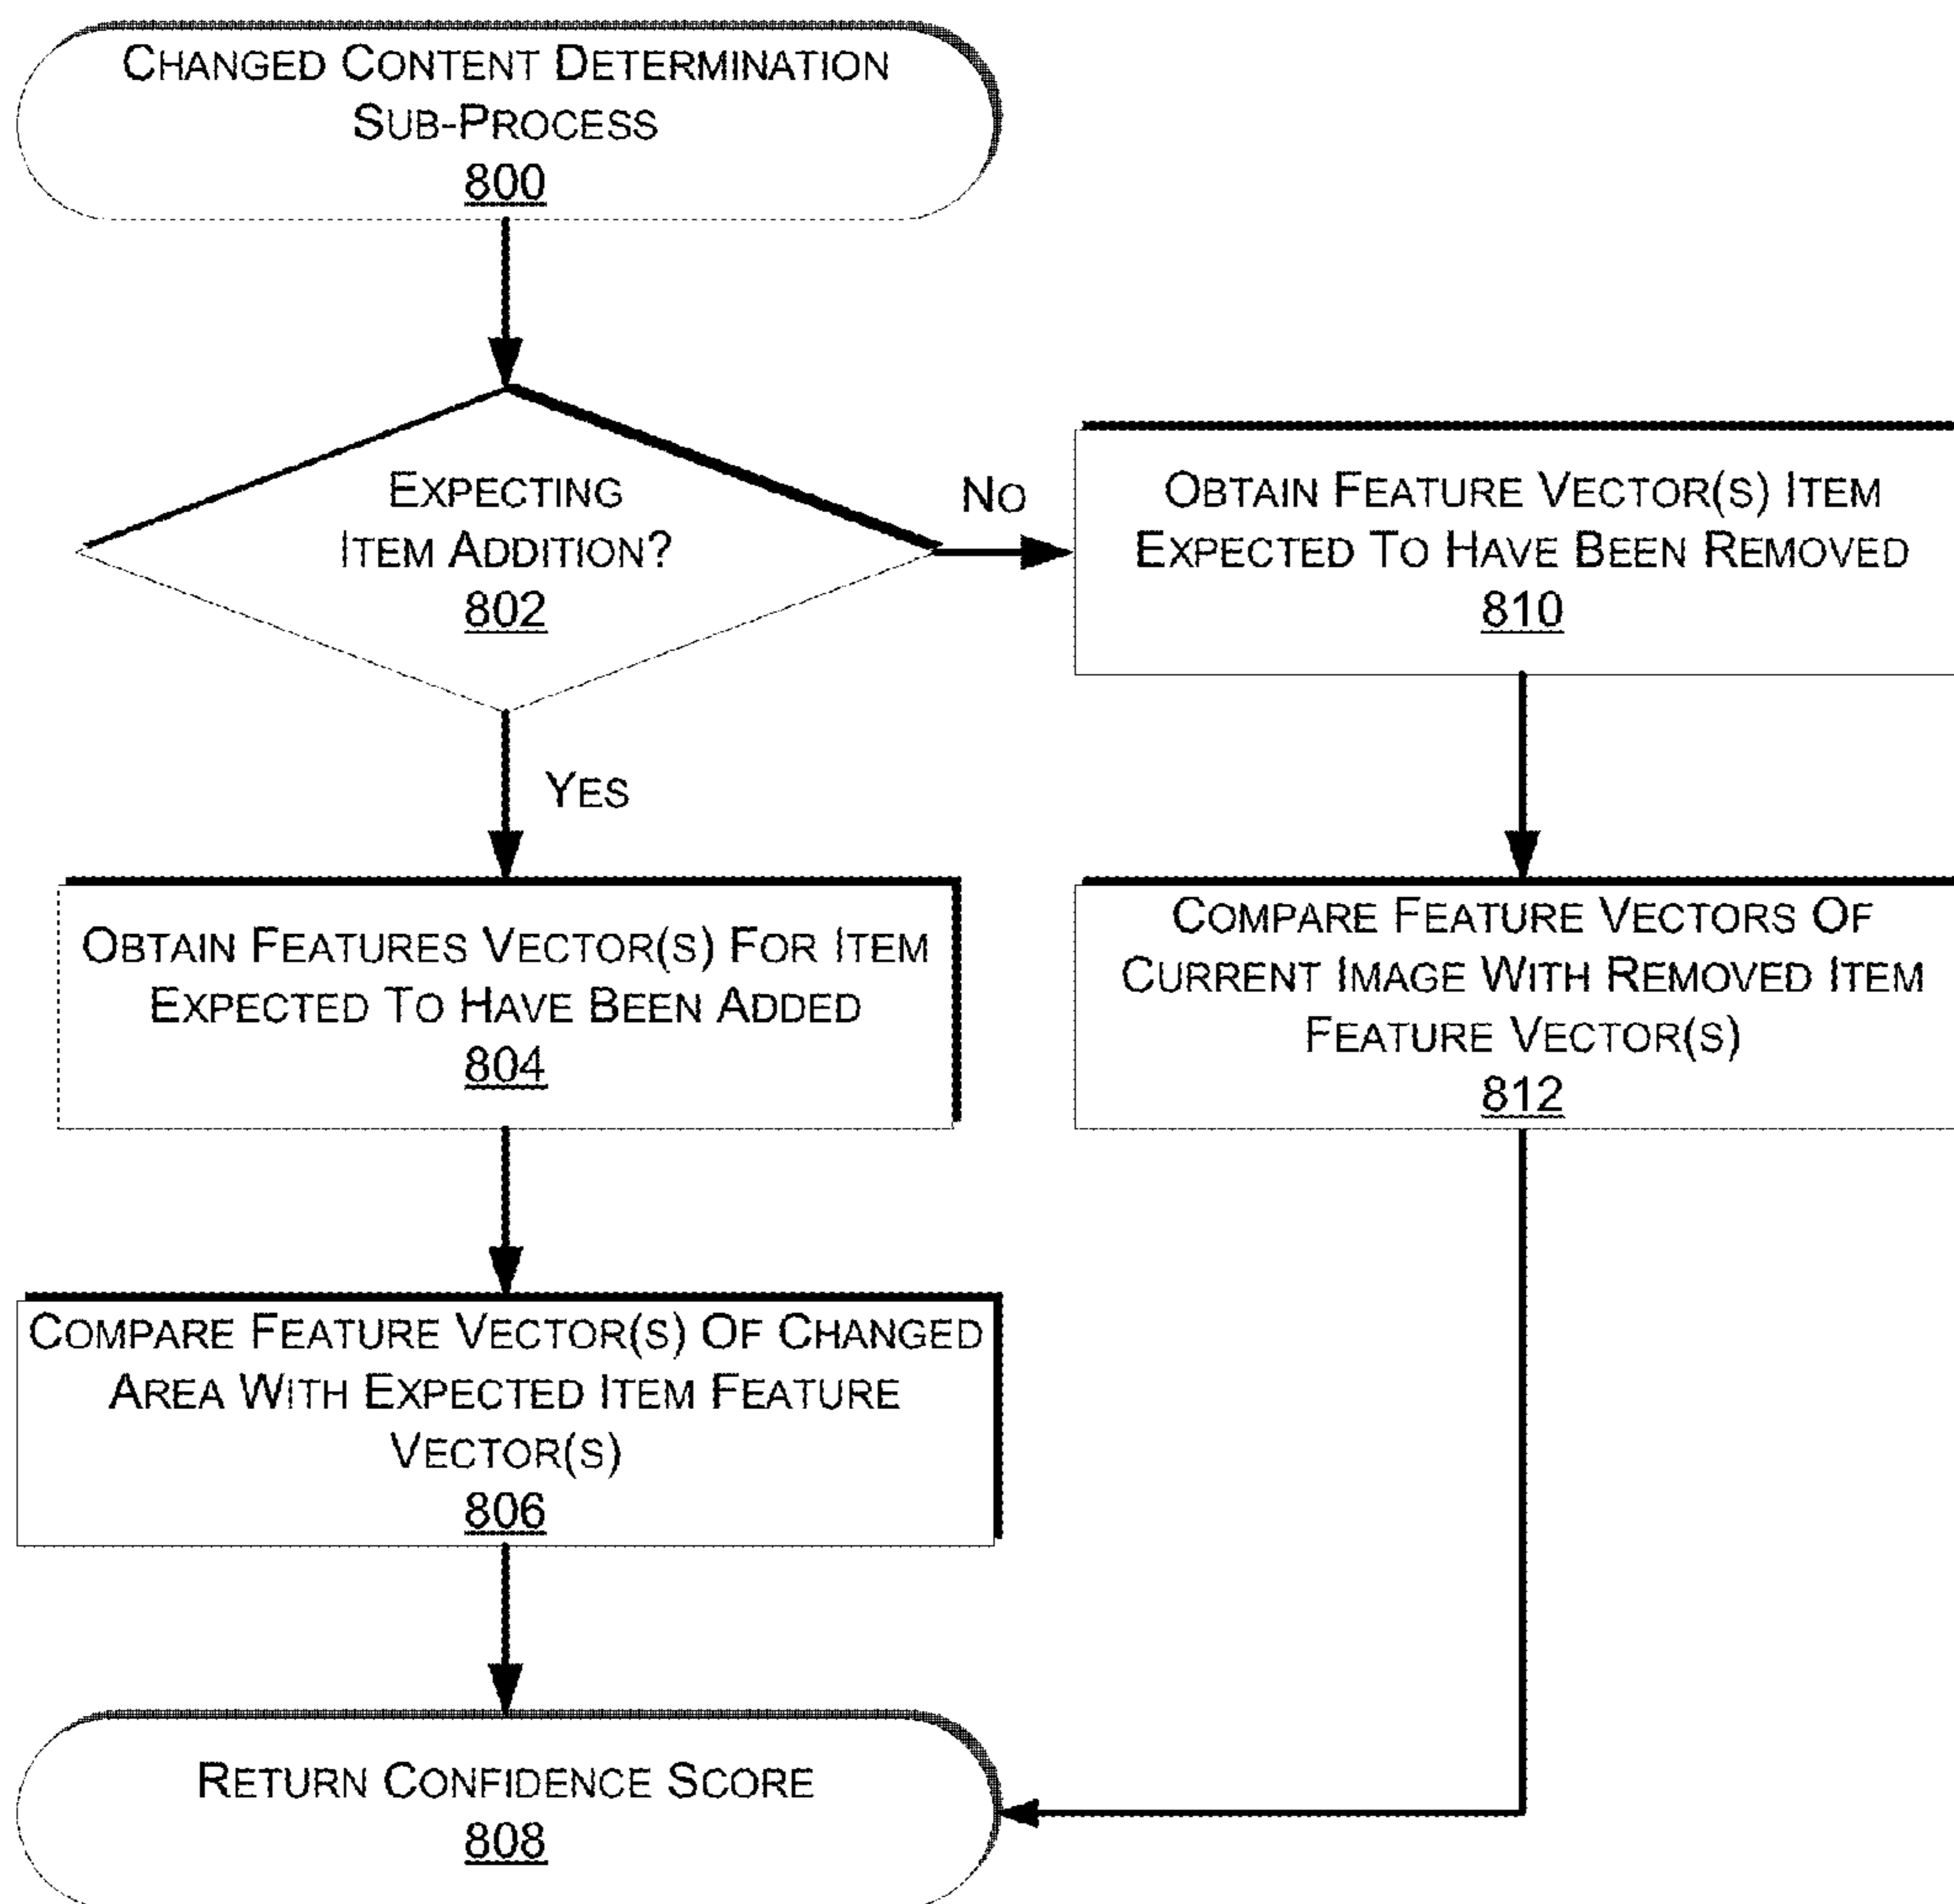 CHANGED CONTENT DETERMINATION
SUB-PROCESS
800
EXPECTING
ITEM ADDITION?
802
NO
OBTAIN FEATURE VECTOR(S) ITEM
EXPECTED TO HAVE BEEN REMOVED
810
YES
OBTAIN FEATURES VECTOR(S) FOR ITEM
EXPECTED TO HAVE BEEN ADDED
804
COMPARE FEATURE VECTORS OF
CURRENT IMAGE WITH REMOVED ITEM
FEATURE VECTOR(S)
812
COMPARE FEATURE VECTOR(S) OF CHANGED
AREA WITH EXPECTED ITEM FEATURE
VECTOR(S)
806
RETURN CONFIDENCE SCORE
808